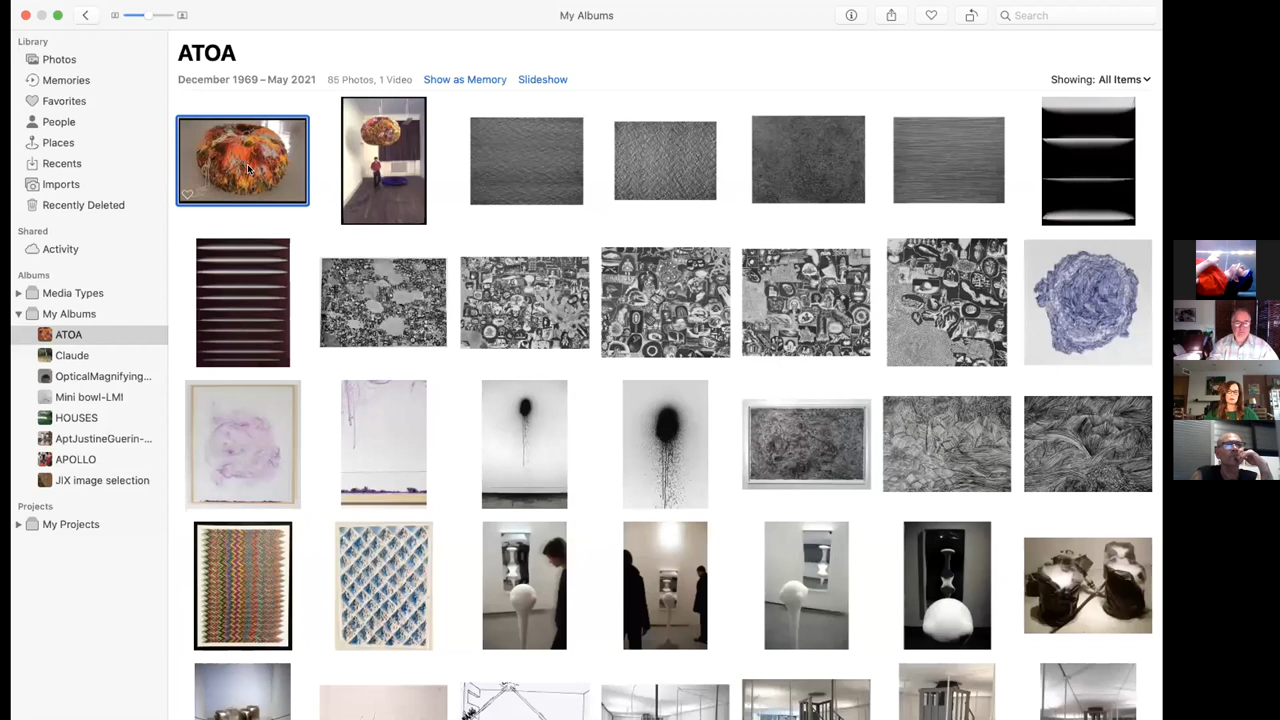 My Albums
Search
Library
Photos
Memories
Favorites
People
Places
Recents
Imports
Recently Deleted
Shared
Activity
Albums
Media Types
My Albums
ATOA
Claude
OpticalMagnifying...
Mini bowl-LMI
HOUSES
AptJustineGuerin-...
APOLLO
JIX image selection
Projects
My Projects
ATOA
December 1969 – May 2021 85 Photos, 1 Video Show as Memory Slideshow
Showing: All Items